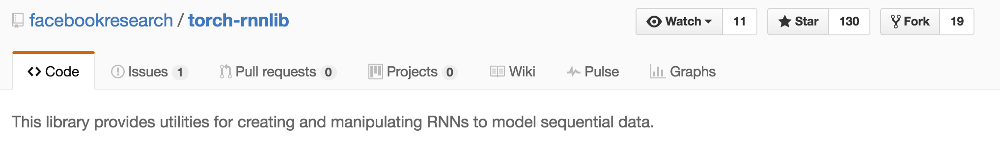 facebookresearch / torch-rnnlib Watch 11 Star 130 Fork 19
Code Issues 1 Pull requests 0 Projects 0 Wiki Pulse Graphs
This library provides utilities for creating and manipulating RNNs to model sequential data.